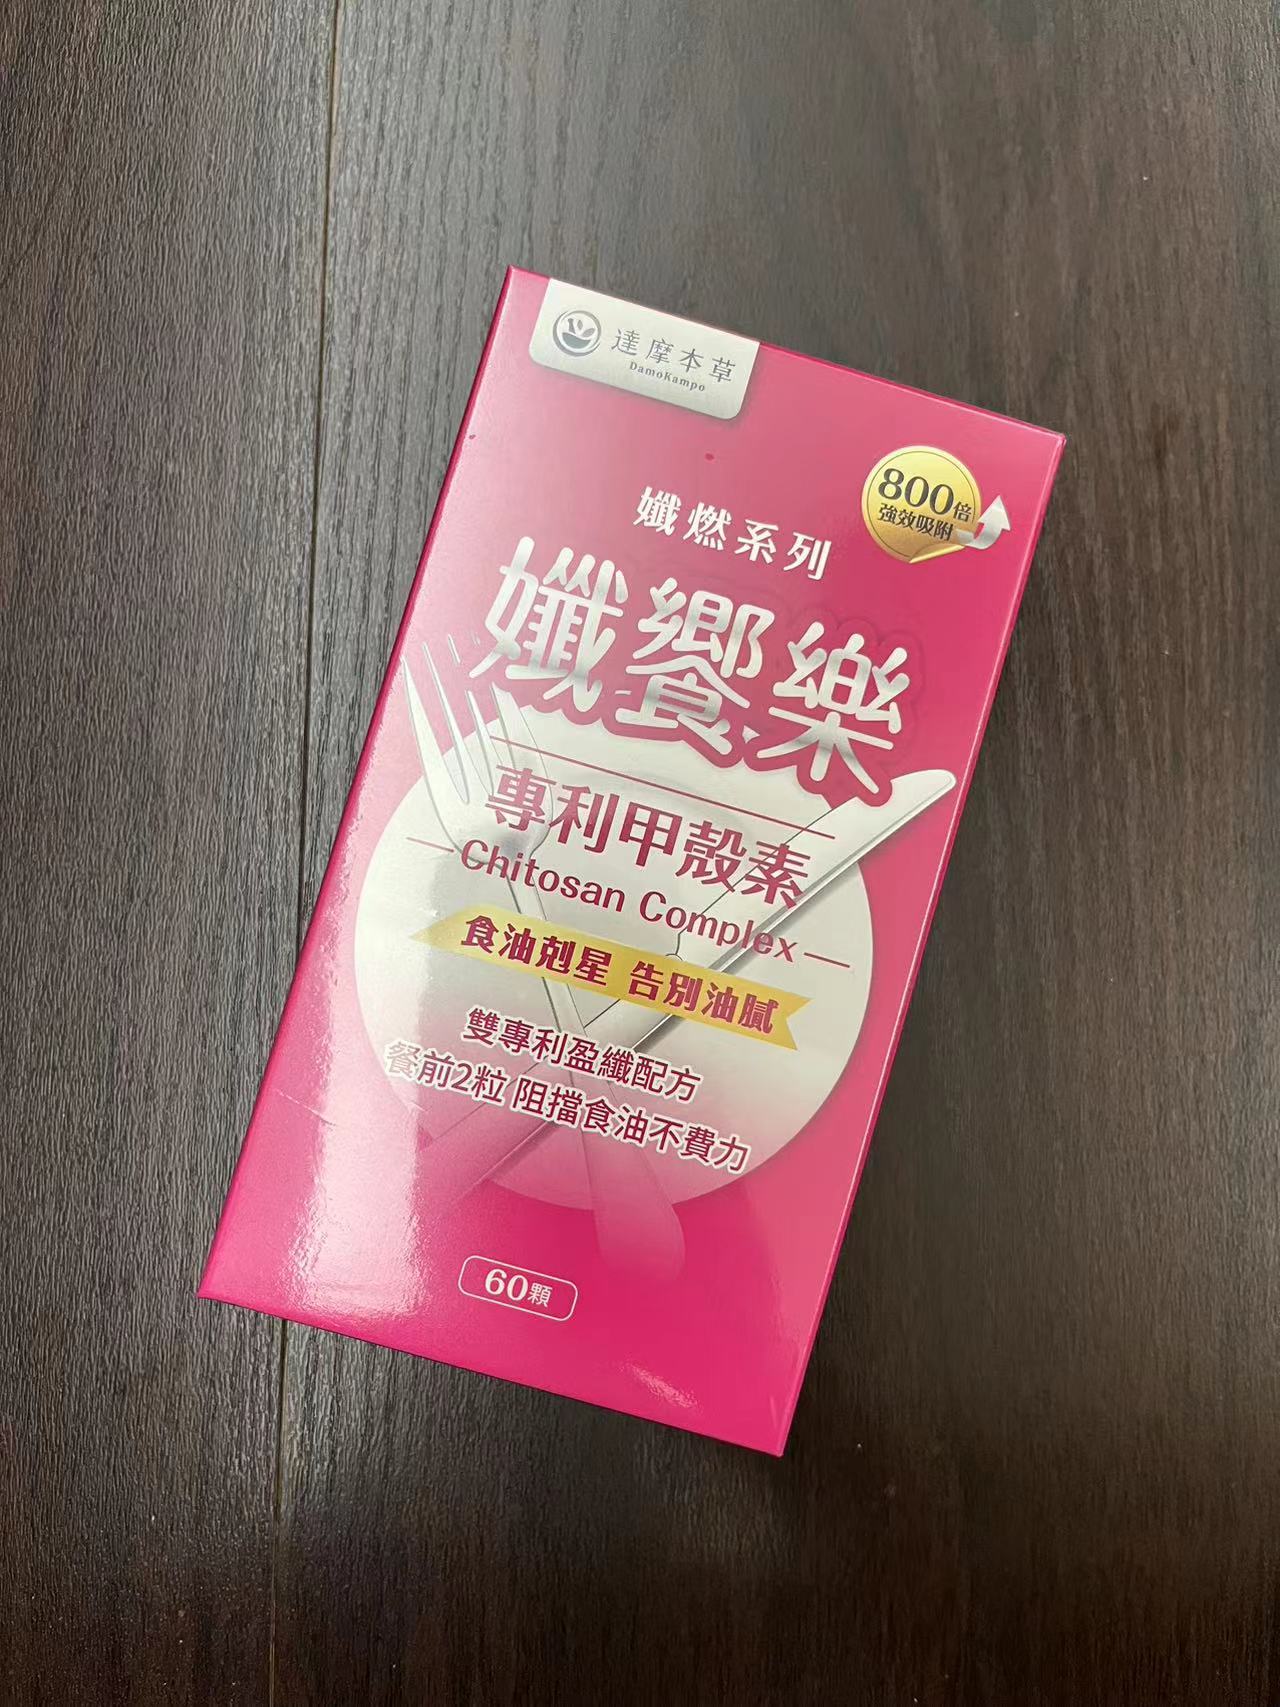 達摩本草
DamoKampo
800倍
強效吸附
孅燃系列
孅饗樂
專利甲殼素
Chitosan Complex
食油剋星 告別油膩
雙專利盈纖配方
餐前2粒 阻擋食油不費力
60顆